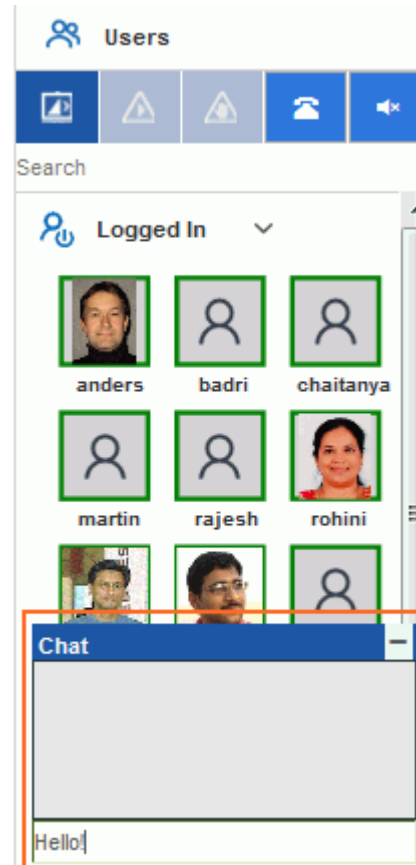 Users
Search
Logged In
anders badri chaitanya
martin rajesh rohini
Chat
Hello!